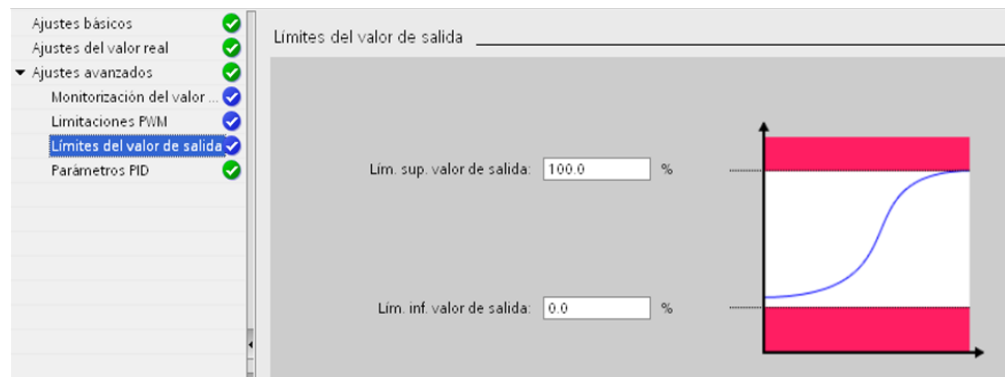 Ajustes básicos
Ajustes del valor real
Ajustes avanzados
Monitorización del valor ...
Limitaciones PWM
Límites del valor de salida
Parámetros PID
Límites del valor de salida
Lím. sup. valor de salida: 100.0 %
Lím. inf. valor de salida: 0.0 %